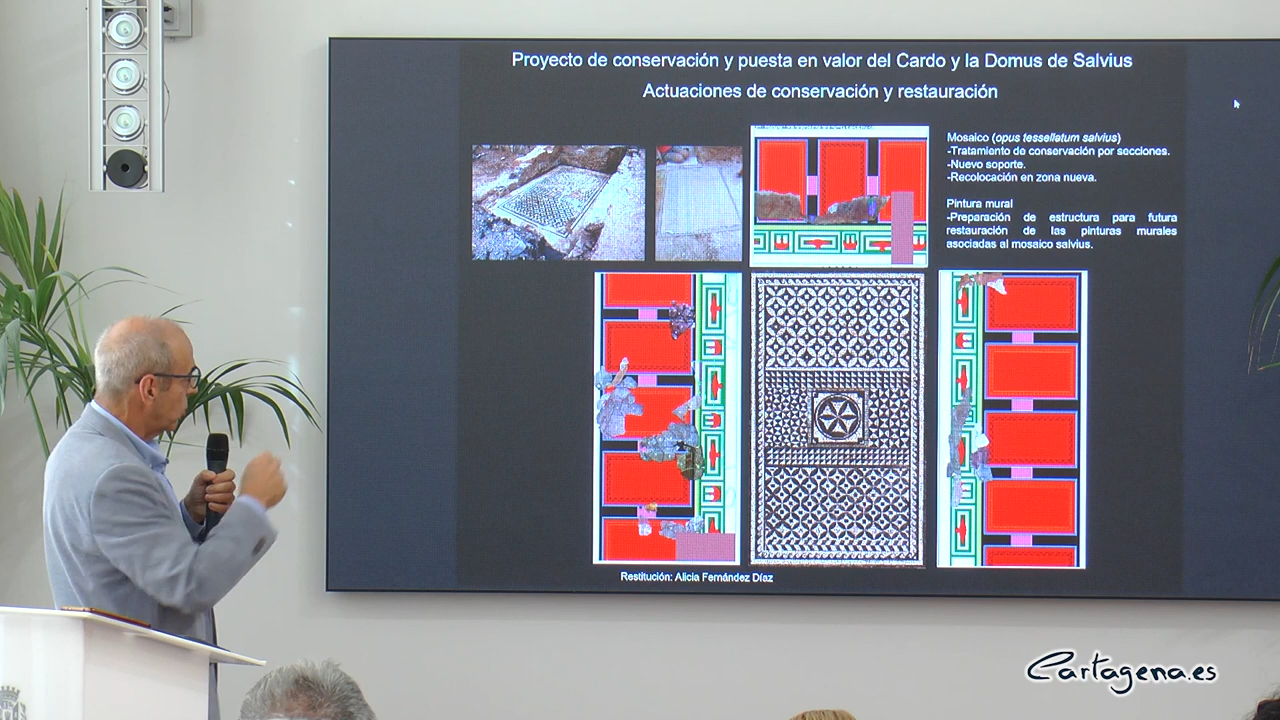 Proyecto de conservación y puesta en valor del Cardo y la Domus de Salvius
Actuaciones de conservación y restauración
Mosaico (opus tessellatum salvius)
-Tratamiento de conservación por secciones.
-Nuevo soporte.
-Recolocación en zona nueva.
Pintura mural
-Preparación de estructura para futura
restauración de las pinturas murales
asociadas al mosaico salvius.
Restitución: Alicia Fernández Díaz
Cartagena.es